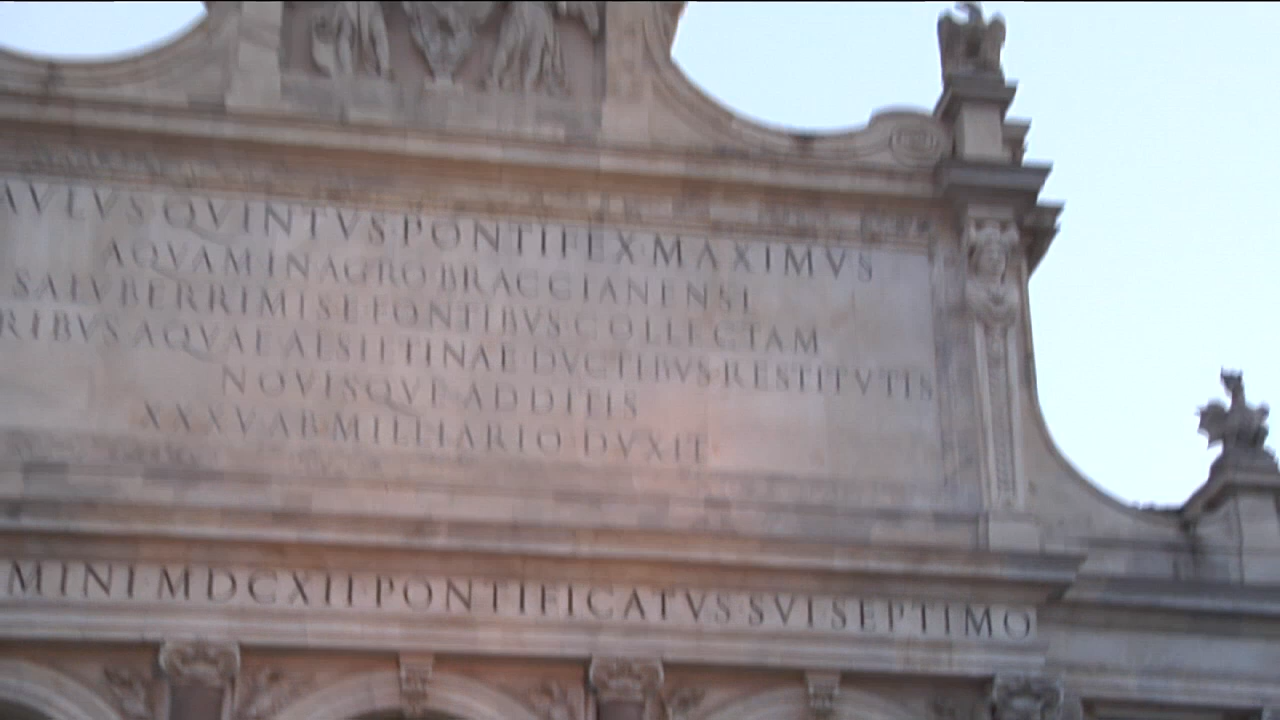 AVLVS QVINTVS PONTIFEX MAXIMVS
AQVAM IN AGRO BRACCIANENSI
SALVBERRIMIS E FONTIBVS COLLECTAM
RIBVS AQVAE ALSIETINAE DVCTIBVS RESTITVTIS
NOVISQVE ADDITIS
XXXV AB MILLIARIO DVXIT
MINI MDCXII PONTIFICATVS SVI SEPTIMO